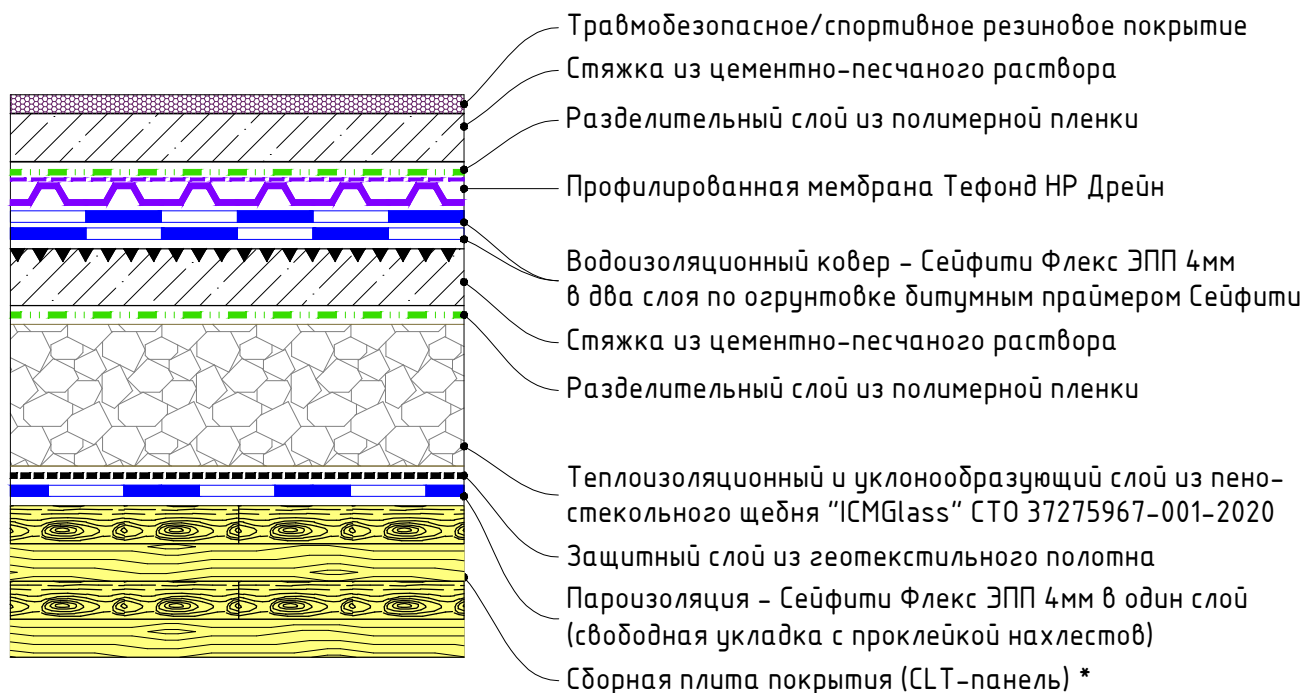 Травмобезопасное/спортивное резиновое покрытие
Стяжка из цементно-песчаного раствора
Разделительный слой из полимерной пленки
Профилированная мембрана Тефонд НР Дрейн
Водоизоляционный ковер - Сейфити Флекс ЭПП 4мм
в два слоя по огрунтовке битумным праймером Сейфити
Стяжка из цементно-песчаного раствора
Разделительный слой из полимерной пленки
Теплоизоляционный и уклонообразующий слой из пено-
стекольного щебня "ICMGlass" СТО 37275967-001-2020
Защитный слой из геотекстильного полотна
Пароизоляция - Сейфити Флекс ЭПП 4мм в один слой
(свободная укладка с проклейкой нахлестов)
Сборная плита покрытия (CLT-панель) *